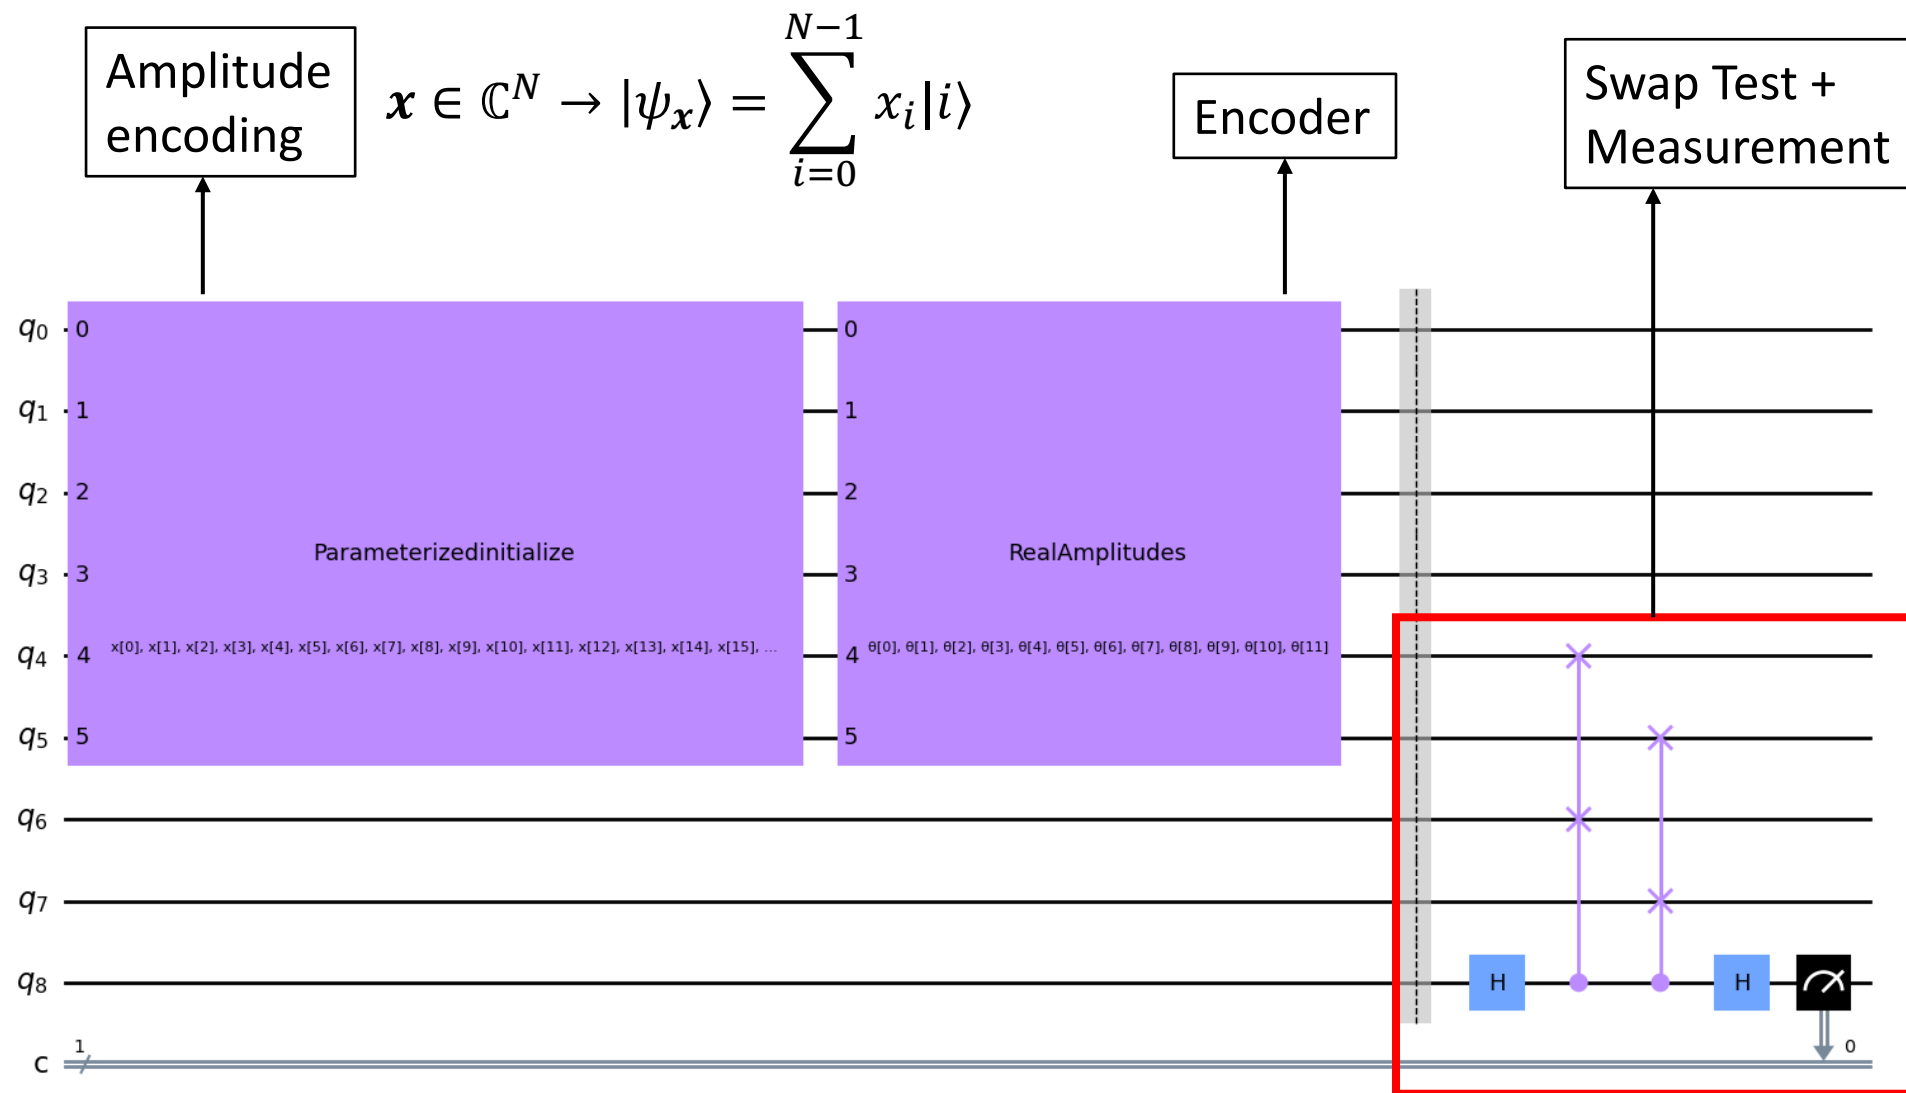 Amplitude
encoding
𝒙 ∈ ℂ^N → |ψ_𝒙⟩ = ∑_{i=0}^{N−1} x_i|i⟩
Encoder
Swap Test +
Measurement
q0 0 0
q1 1 1
q2 2 2
Parameterizedinitialize RealAmplitudes
q3 3 3
q4 4 x[0], x[1], x[2], x[3], x[4], x[5], x[6], x[7], x[8], x[9], x[10], x[11], x[12], x[13], x[14], x[15], ... 4 θ[0], θ[1], θ[2], θ[3], θ[4], θ[5], θ[6], θ[7], θ[8], θ[9], θ[10], θ[11]
q5 5 5
q6
q7
q8 H H
c 1 0